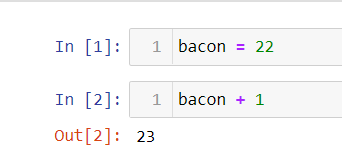 In [1]: 1 bacon = 22
In [2]: 1 bacon + 1
Out[2]: 23